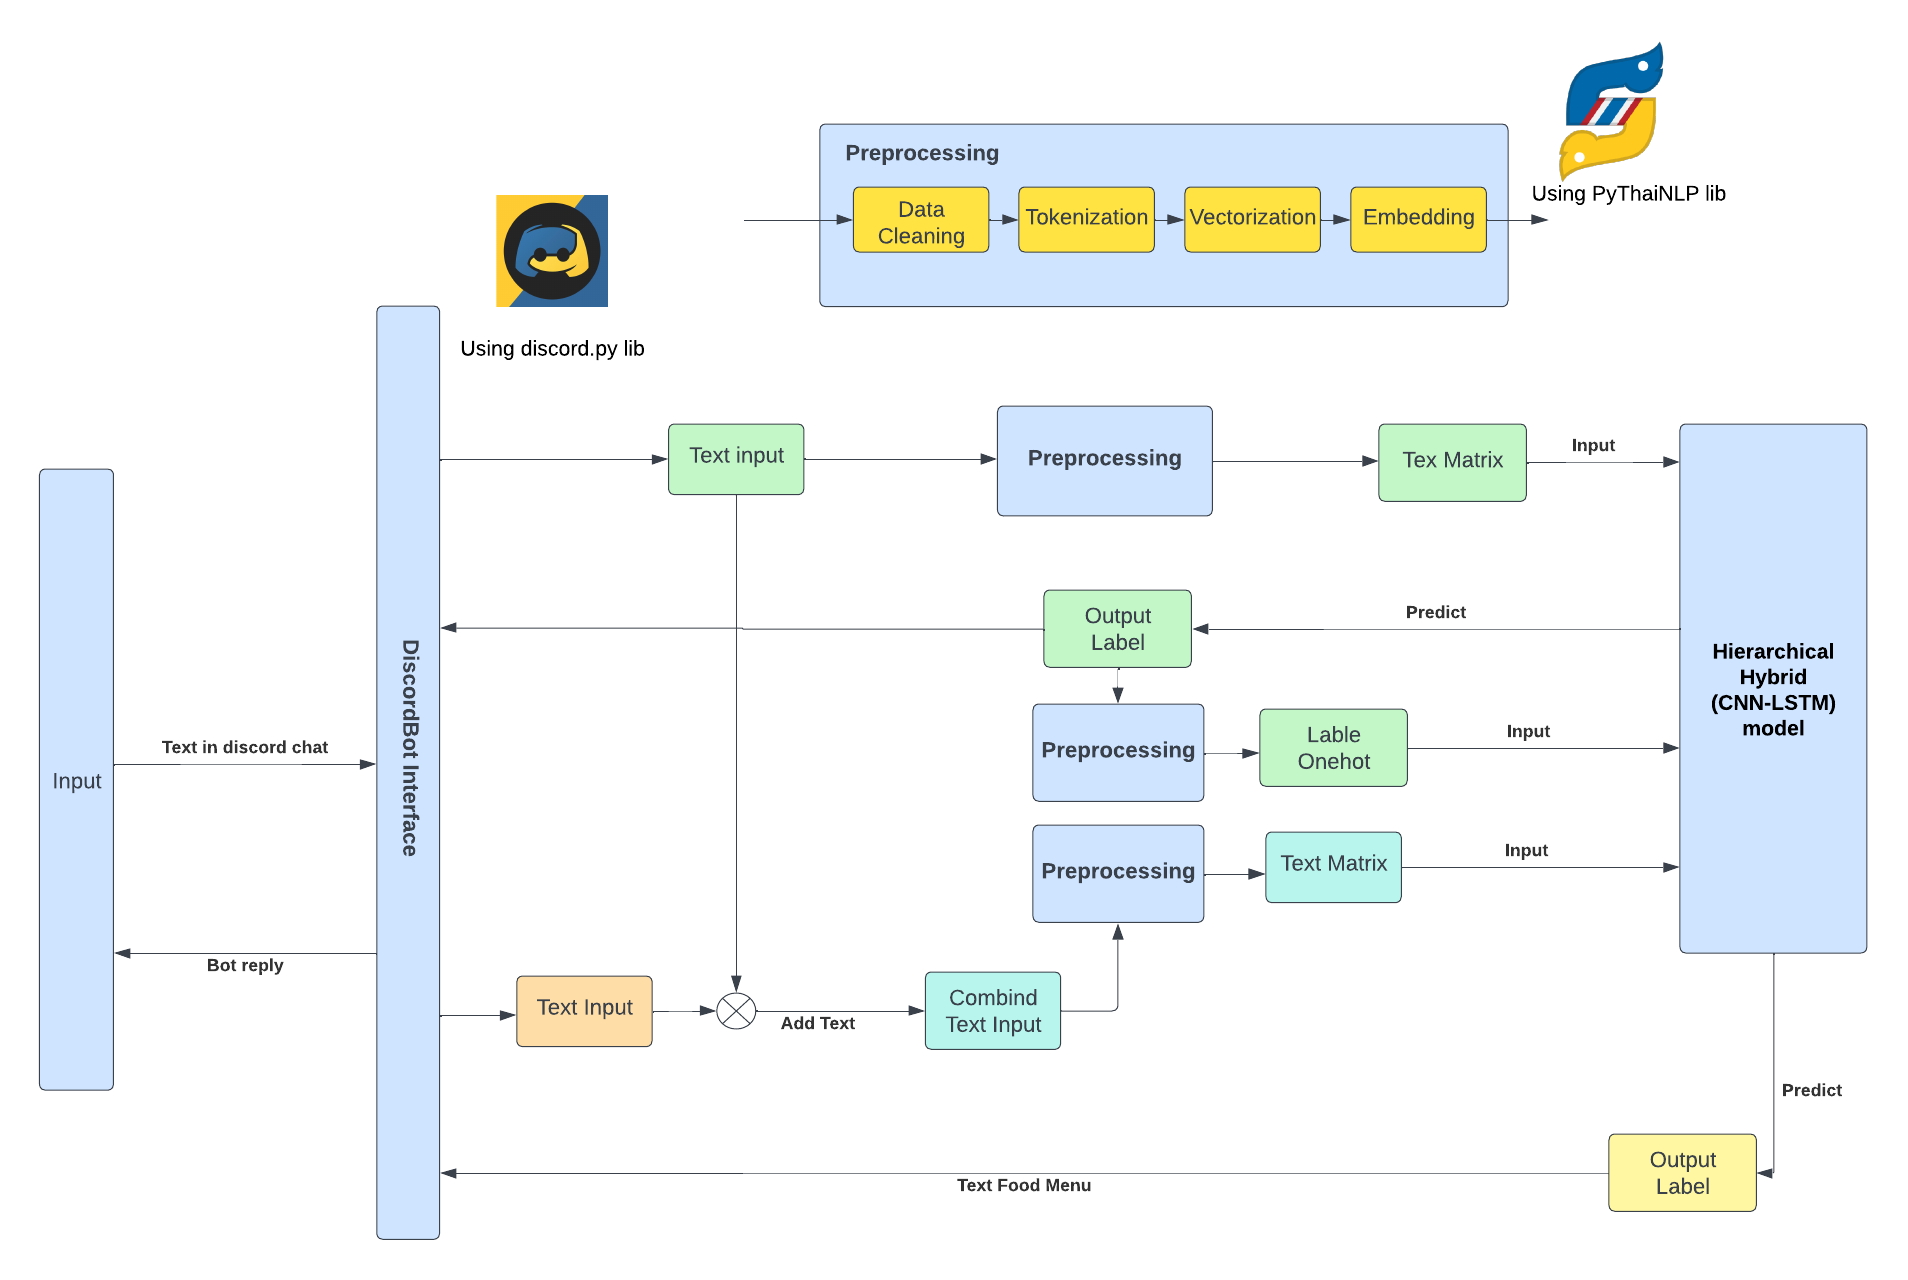 Preprocessing
Data
Cleaning
Tokenization
Vectorization
Embedding
Using PyThaiNLP lib
Using discord.py lib
Text input
Preprocessing
Tex Matrix
Input
Output
Label
Predict
Hierarchical
Hybrid
(CNN-LSTM)
model
DiscordBot Interface
Preprocessing
Lable
Onehot
Input
Text in discord chat
Input
Preprocessing
Text Matrix
Input
Bot reply
Text Input
Add Text
Combind
Text Input
Predict
Output
Label
Text Food Menu